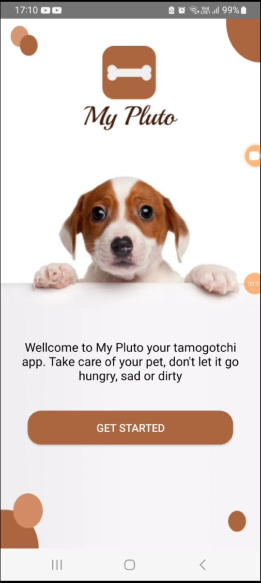 17:10
99%
My Pluto
Wellcome to My Pluto your tamogotchi
app. Take care of your pet, don't let it go
hungry, sad or dirty
GET STARTED